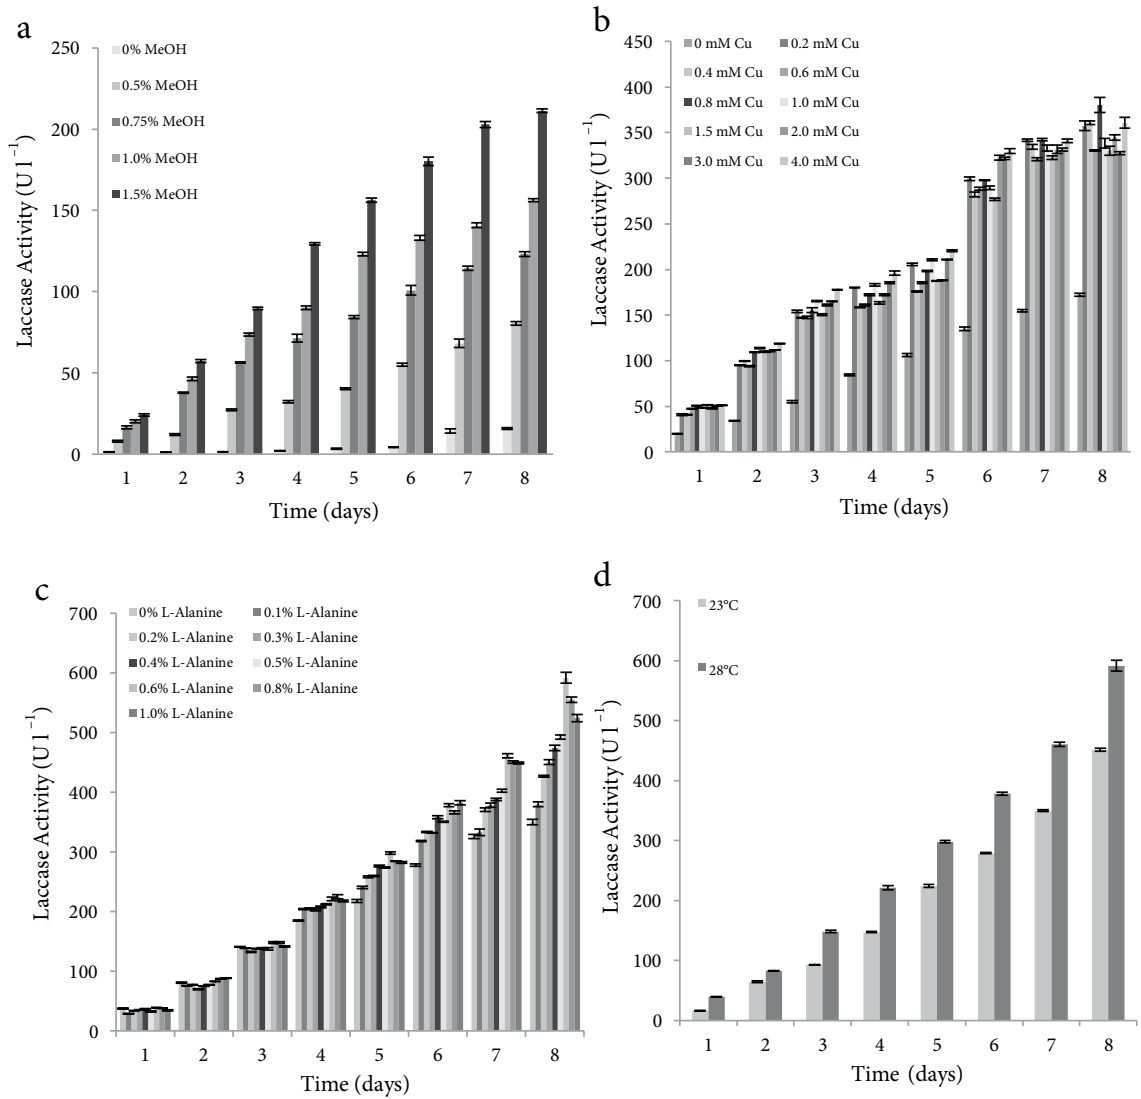 a
250
200
150
100
50
0
Laccase Activity (U l⁻¹)
0% MeOH
0.5% MeOH
0.75% MeOH
1.0% MeOH
1.5% MeOH
1 2 3 4 5 6 7 8
Time (days)
b
450
400
350
300
250
200
150
100
50
0
Laccase Activity (U l⁻¹)
0 mM Cu 0.2 mM Cu
0.4 mM Cu 0.6 mM Cu
0.8 mM Cu 1.0 mM Cu
1.5 mM Cu 2.0 mM Cu
3.0 mM Cu 4.0 mM Cu
1 2 3 4 5 6 7 8
Time (days)
c
700
600
500
400
300
200
100
0
Laccase Activity (U l⁻¹)
0% L-Alanine 0.1% L-Alanine
0.2% L-Alanine 0.3% L-Alanine
0.4% L-Alanine 0.5% L-Alanine
0.6% L-Alanine 0.8% L-Alanine
1.0% L-Alanine
1 2 3 4 5 6 7 8
Time (days)
d
700
600
500
400
300
200
100
0
Laccase Activity (U l⁻¹)
23°C
28°C
1 2 3 4 5 6 7 8
Time (days)